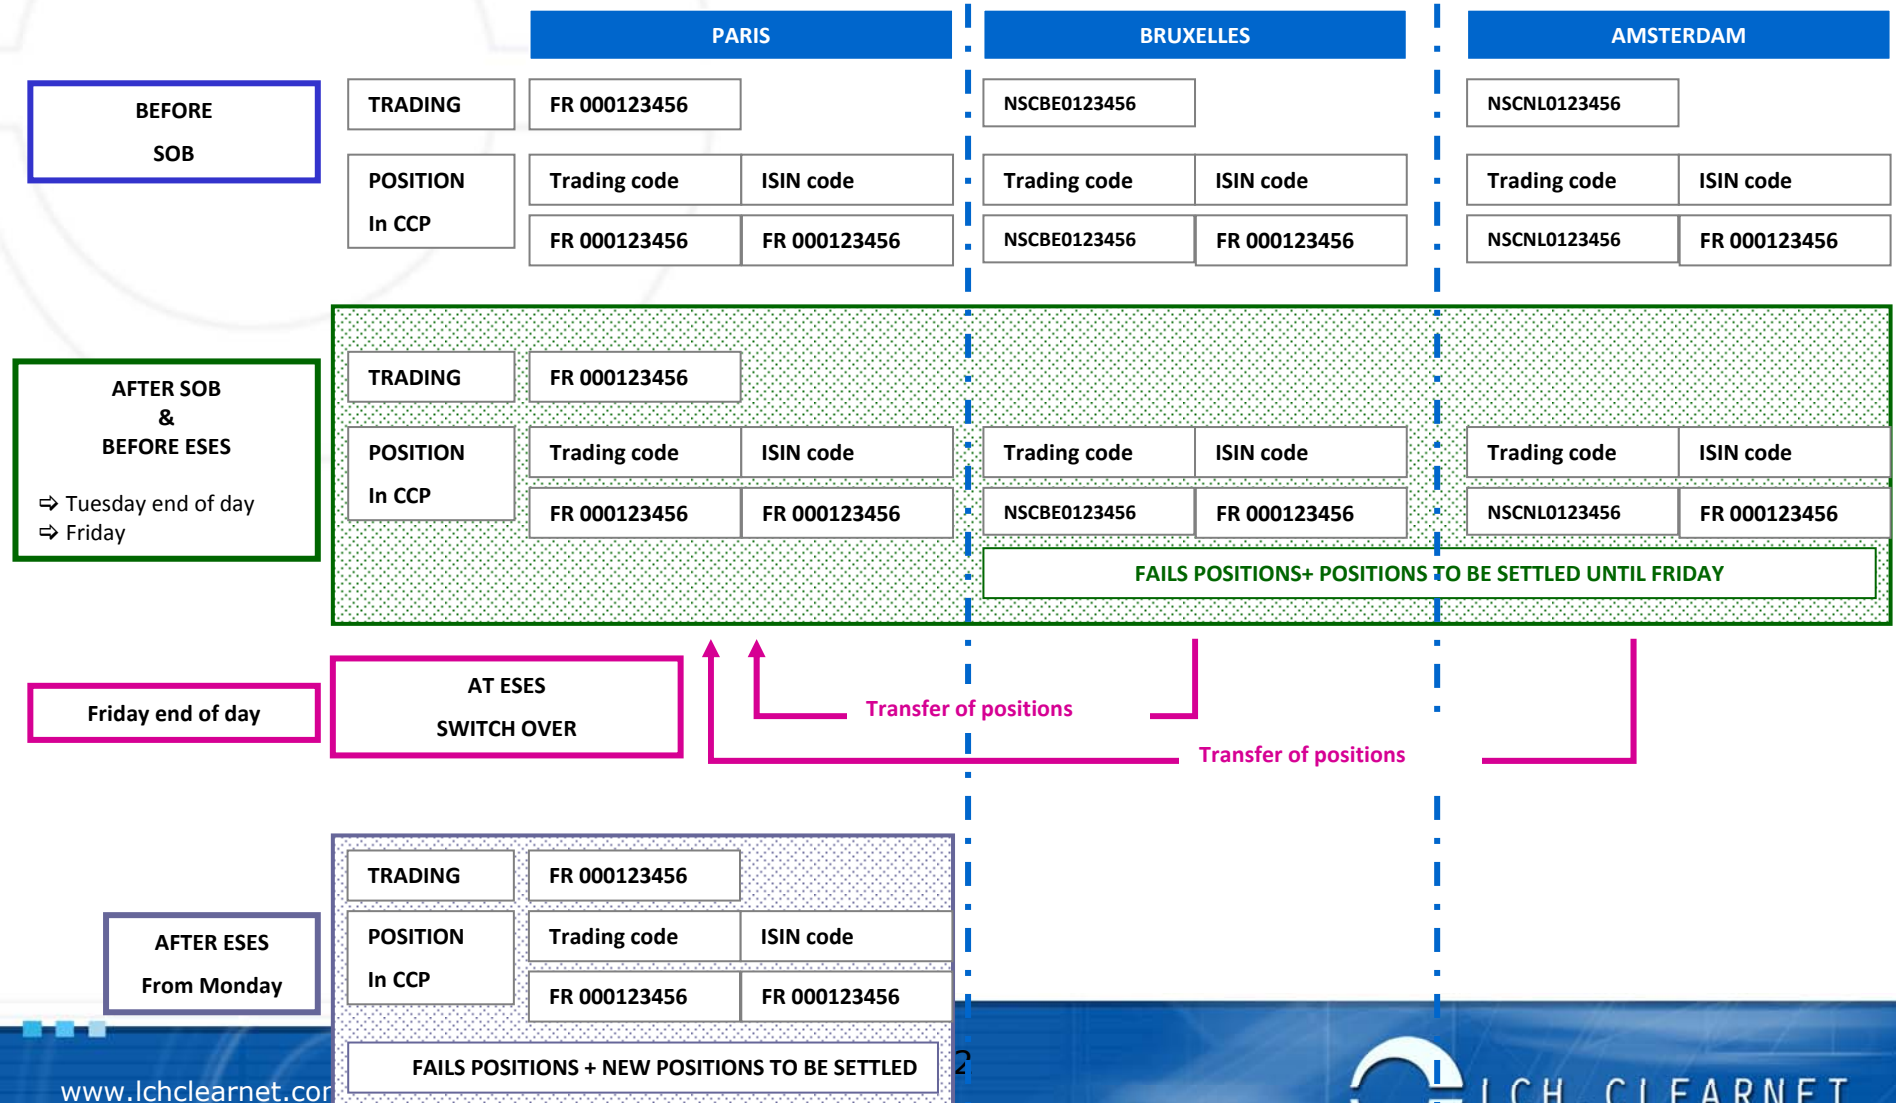 PARIS BRUXELLES AMSTERDAM
BEFORE
SOB
TRADING FR 000123456 NSCBE0123456 NSCNL0123456
POSITION
In CCP
Trading code ISIN code Trading code ISIN code Trading code ISIN code
FR 000123456 FR 000123456 NSCBE0123456 FR 000123456 NSCNL0123456 FR 000123456
AFTER SOB
&
BEFORE ESES
⇨ Tuesday end of day
⇨ Friday
TRADING FR 000123456
POSITION
In CCP
Trading code ISIN code Trading code ISIN code Trading code ISIN code
FR 000123456 FR 000123456 NSCBE0123456 FR 000123456 NSCNL0123456 FR 000123456
FAILS POSITIONS+ POSITIONS TO BE SETTLED UNTIL FRIDAY
Friday end of day
AT ESES
SWITCH OVER
Transfer of positions
Transfer of positions
AFTER ESES
From Monday
TRADING FR 000123456
POSITION
In CCP
Trading code ISIN code
FR 000123456 FR 000123456
FAILS POSITIONS + NEW POSITIONS TO BE SETTLED
2
www.lchclearnet.cor
LCH.CLEARNET